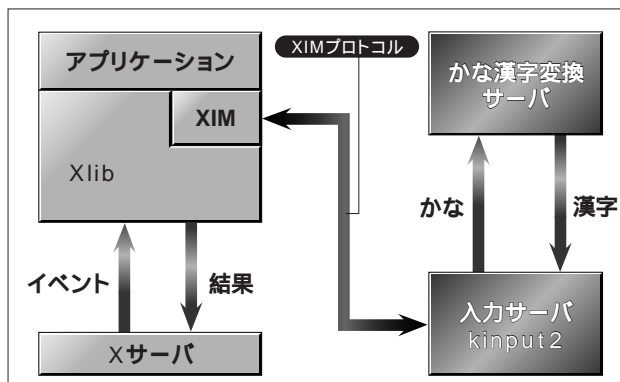 アプリケーション
XIM
Xlib
XIMプロトコル
かな漢字変換
サーバ
イベント
結果
かな
漢字
Xサーバ
入力サーバ
kinput2